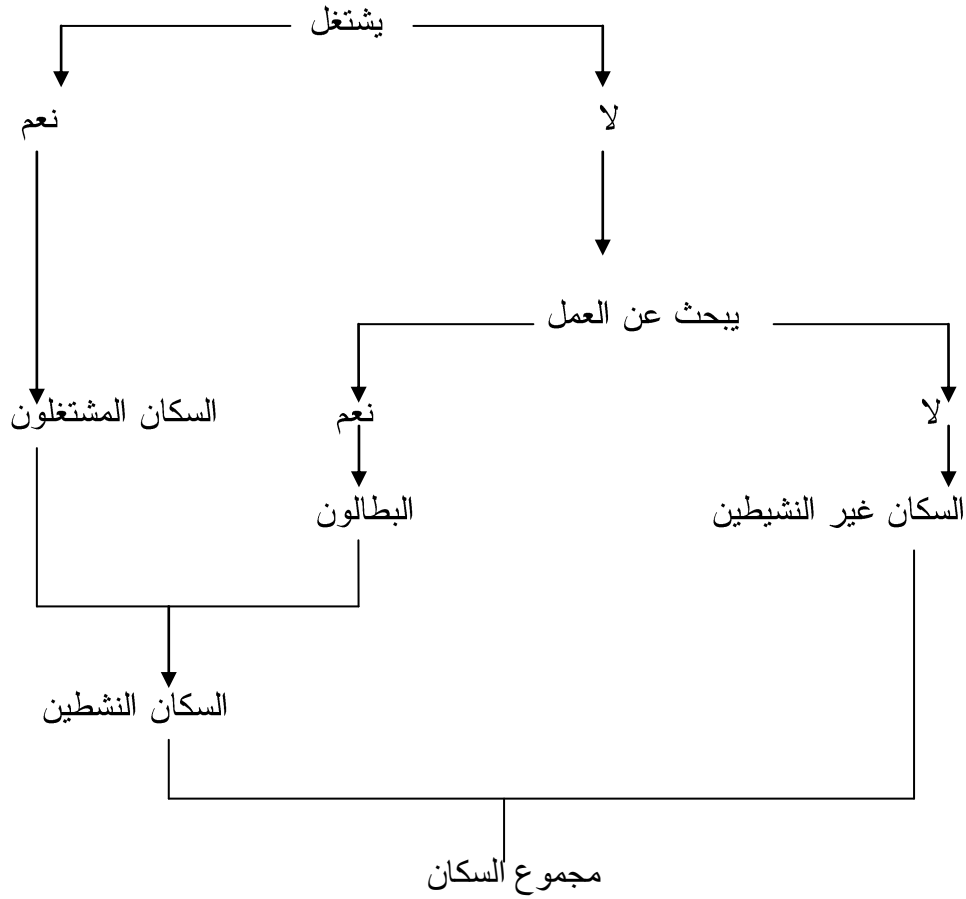 يشتغل
لا
نعم
يبحث عن العمل
لا
نعم
السكان المشتغلون
السكان غير النشيطين
البطالون
السكان النشطين
مجموع السكان